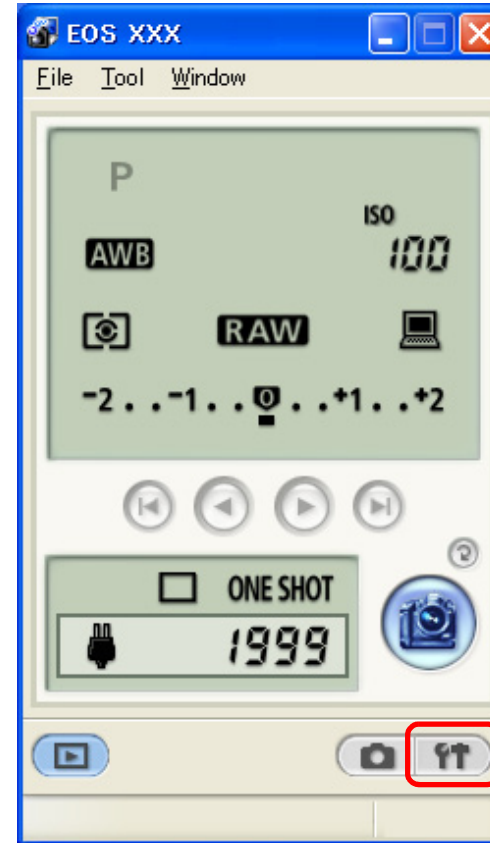 EOS XXX
File Tool Window
P
ISO
AWB 100
RAW
-2..-1..0..+1..+2
ONE SHOT
1999